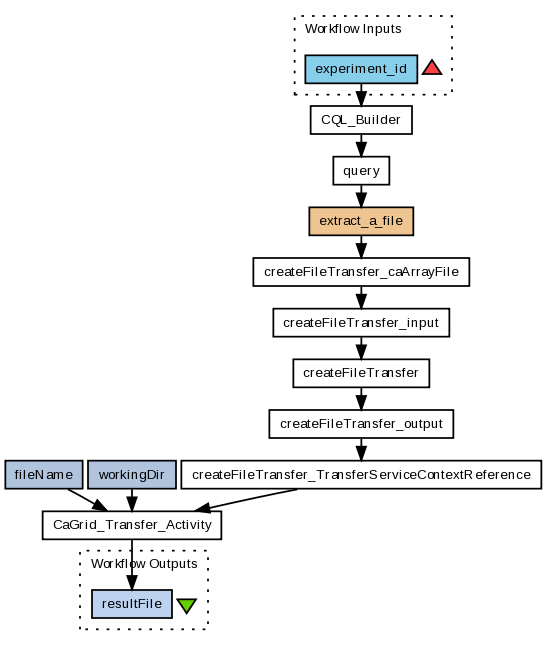 Workflow Inputs
experiment_id
CQL_Builder
query
extract_a_file
createFileTransfer_caArrayFile
createFileTransfer_input
createFileTransfer
createFileTransfer_output
fileName workingDir createFileTransfer_TransferServiceContextReference
CaGrid_Transfer_Activity
Workflow Outputs
resultFile